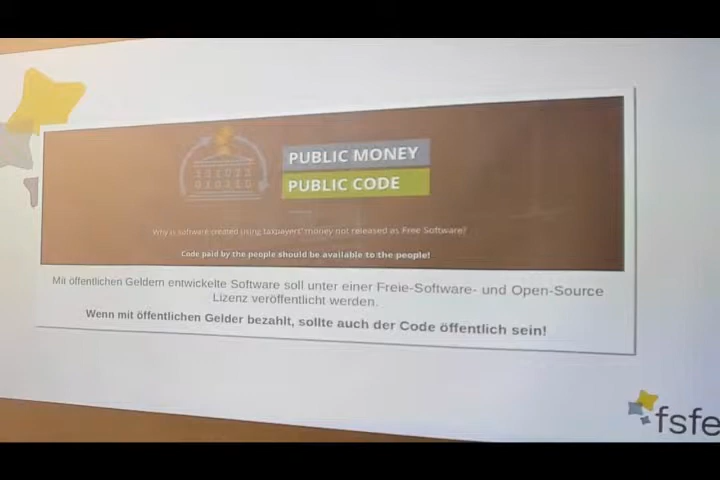 101023
010110
PUBLIC MONEY
PUBLIC CODE
Why is software created using taxpayers' money not released as Free Software?
Code paid by the people should be available to the people!
Mit öffentlichen Geldern entwickelte Software soll unter einer Freie-Software- und Open-Source
Lizenz veröffentlicht werden.
Wenn mit öffentlichen Gelder bezahlt, sollte auch der Code öffentlich sein!
fsfe